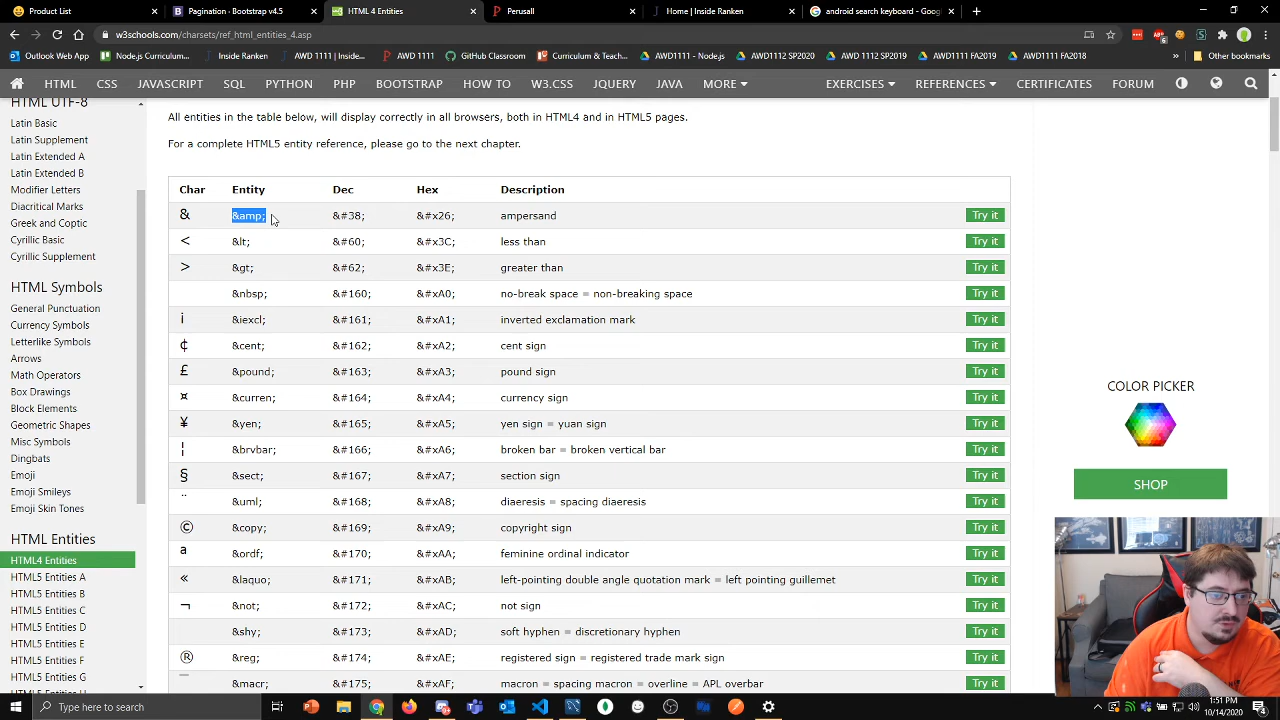 Product List
Pagination · Bootstrap v4.5
HTML 4 Entities
Perusall
Home | Inside Ranken
android search keyboard - Goog
w3schools.com/charsets/ref_html_entities_4.asp
Outlook Web App
Node.js Curriculum...
Inside Ranken
AWD 1111 | Inside...
AWD 1111
GitHub Classroom
Curriculum & Teach...
AWD1111 SP2020
AWD 1112 SP2020
AWD 1112 FA2019
AWD1111 FA2019
AWD1111 FA2018
Other bookmarks
HTML
CSS
JAVASCRIPT
SQL
PYTHON
PHP
BOOTSTRAP
HOW TO
W3.CSS
JQUERY
JAVA
MORE
EXERCISES
REFERENCES
CERTIFICATES
FORUM
HTML UTF-8
Latin Basic
Latin Supplement
Latin Extended A
Latin Extended B
Modifier Letters
Diacritical Marks
Greek and Coptic
Cyrillic Basic
Cyrillic Supplement
HTML Symbols
General Punctuation
Currency Symbols
Letterlike Symbols
Arrows
Math Operators
Box Drawings
Block Elements
Geometric Shapes
Misc Symbols
Dingbats
Emoji
Emoji Smileys
Emoji Skin Tones
HTML Entities
HTML4 Entities
HTML5 Entities A
HTML5 Entities B
HTML5 Entities C
HTML5 Entities D
HTML5 Entities E
HTML5 Entities F
HTML5 Entities G
All entities in the table below, will display correctly in all browsers, both in HTML4 and in HTML5 pages.
For a complete HTML5 entity reference, please go to the next chapter.
Char Entity Dec Hex Description
& &amp; &#38; &#x26; ampersand Try it
< &lt; &#60; &#x3C; less than Try it
> &gt; &#62; &#x3E; greater than Try it
&nbsp; &#160; &#xA0; no-break space = non-breaking space Try it
¡ &iexcl; &#161; &#xA1; inverted exclamation mark Try it
¢ &cent; &#162; &#xA2; cent sign Try it
£ &pound; &#163; &#xA3; pound sign Try it
¤ &curren; &#164; &#xA4; currency sign Try it
¥ &yen; &#165; &#xA5; yen sign = yuan sign Try it
¦ &brvbar; &#166; &#xA6; broken bar = broken vertical bar Try it
§ &sect; &#167; &#xA7; section sign Try it
¨ &uml; &#168; &#xA8; diaeresis = spacing diaeresis Try it
© &copy; &#169; &#xA9; copyright sign Try it
ª &ordf; &#170; &#xAA; feminine ordinal indicator Try it
« &laquo; &#171; &#xAB; left-pointing double angle quotation mark = left pointing guillemet Try it
¬ &not; &#172; &#xAC; not sign Try it
&shy; &#173; &#xAD; soft hyphen = discretionary hyphen Try it
® &reg; &#174; &#xAE; registered sign = registered trade mark sign Try it
¯ &macr; &#175; &#xAF; macron = spacing macron = overline = APL overbar Try it
COLOR PICKER
SHOP
Type here to search
1:51 PM
10/14/2020